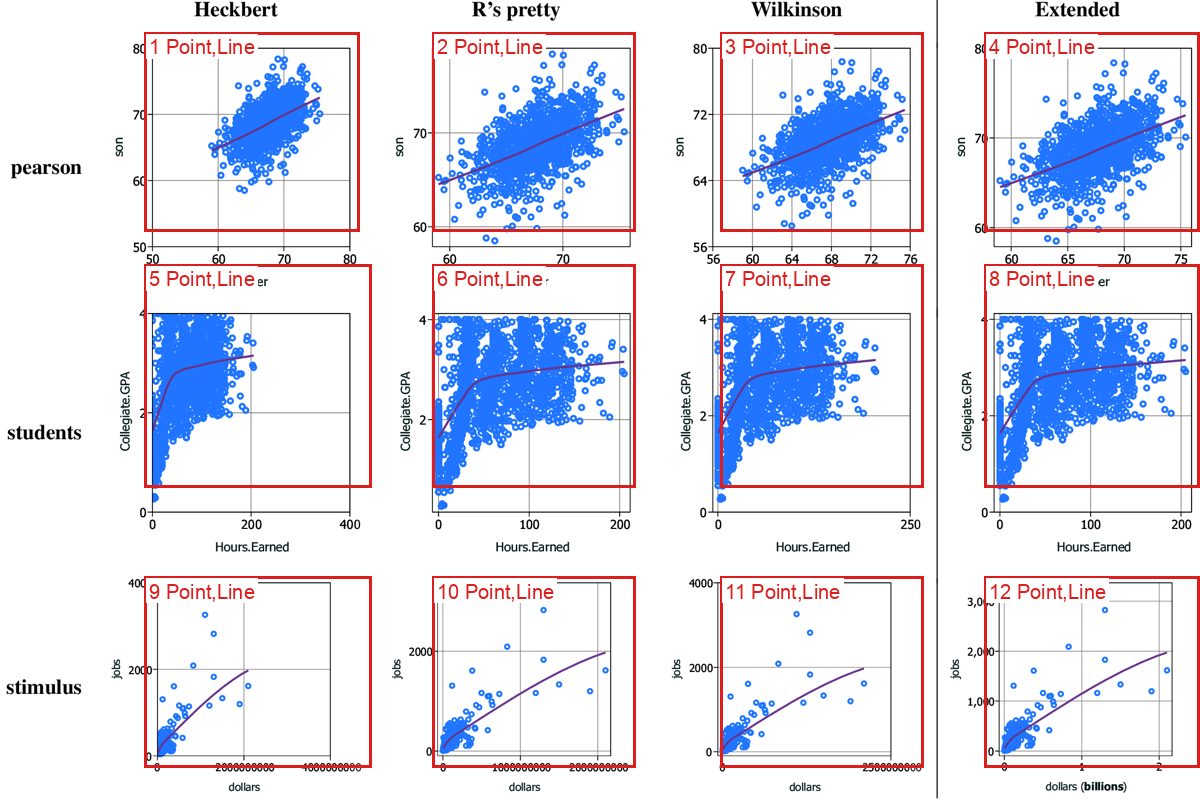 Heckbert
R's pretty
Wilkinson
Extended
pearson
1 Point,Line
80
70
60
50
son
50
60
70
80
2 Point,Line
70
60
son
60
70
3 Point,Line
80
72
64
56
son
56
60
64
68
72
76
4 Point,Line
80
70
60
son
60
65
70
75
students
5 Point,Line
er
4
2
0
Collegiate.GPA
0
200
400
Hours.Earned
6 Point,Line
4
2
Collegiate.GPA
0
100
200
Hours.Earned
7 Point,Line
4
2
0
Collegiate.GPA
0
250
Hours.Earned
8 Point,Line
er
4
2
0
Collegiate.GPA
0
100
200
Hours.Earned
stimulus
9 Point,Line
2000
0
jobs
0
2000000000
4000000000
dollars
10 Point,Line
2000
0
jobs
0
1000000000
2000000000
dollars
11 Point,Line
4000
2000
0
jobs
0
2500000000
dollars
12 Point,Line
2,000
1,000
0
jobs
0
1
2
dollars (billions)